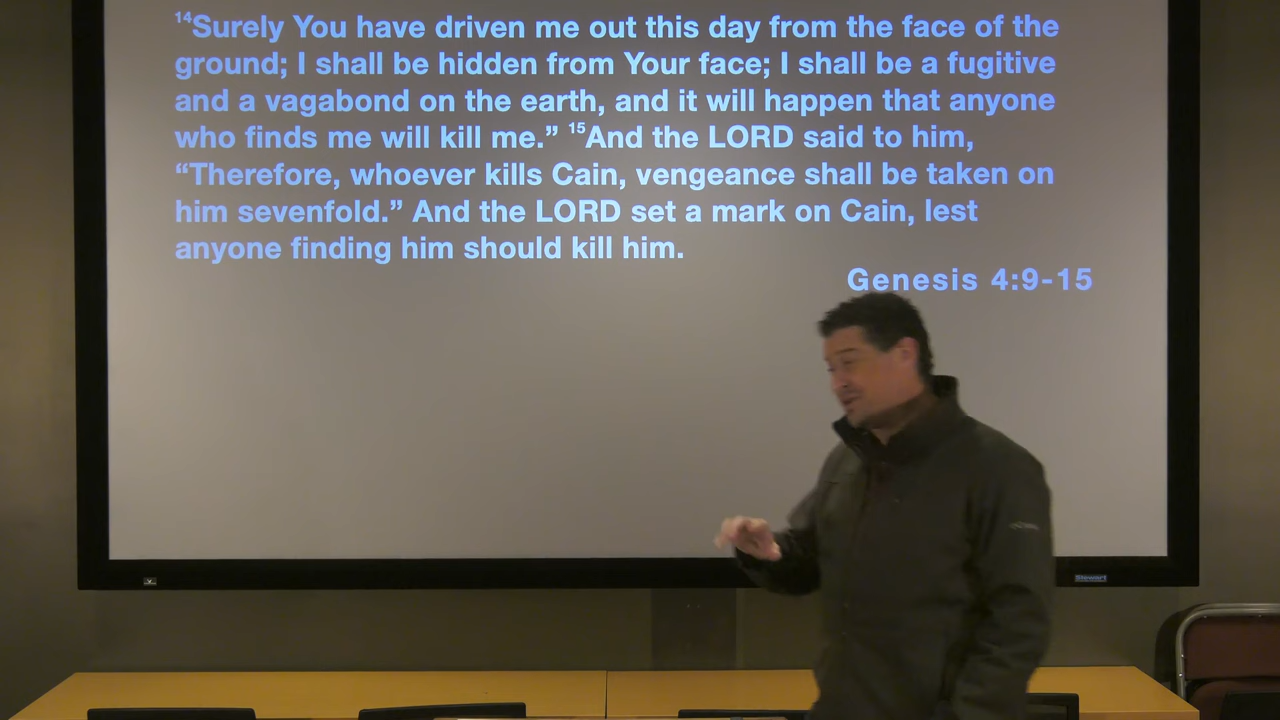 ¹⁴Surely You have driven me out this day from the face of the
ground; I shall be hidden from Your face; I shall be a fugitive
and a vagabond on the earth, and it will happen that anyone
who finds me will kill me.” ¹⁵And the LORD said to him,
“Therefore, whoever kills Cain, vengeance shall be taken on
him sevenfold.” And the LORD set a mark on Cain, lest
anyone finding him should kill him.
Genesis 4:9-15
Stewart